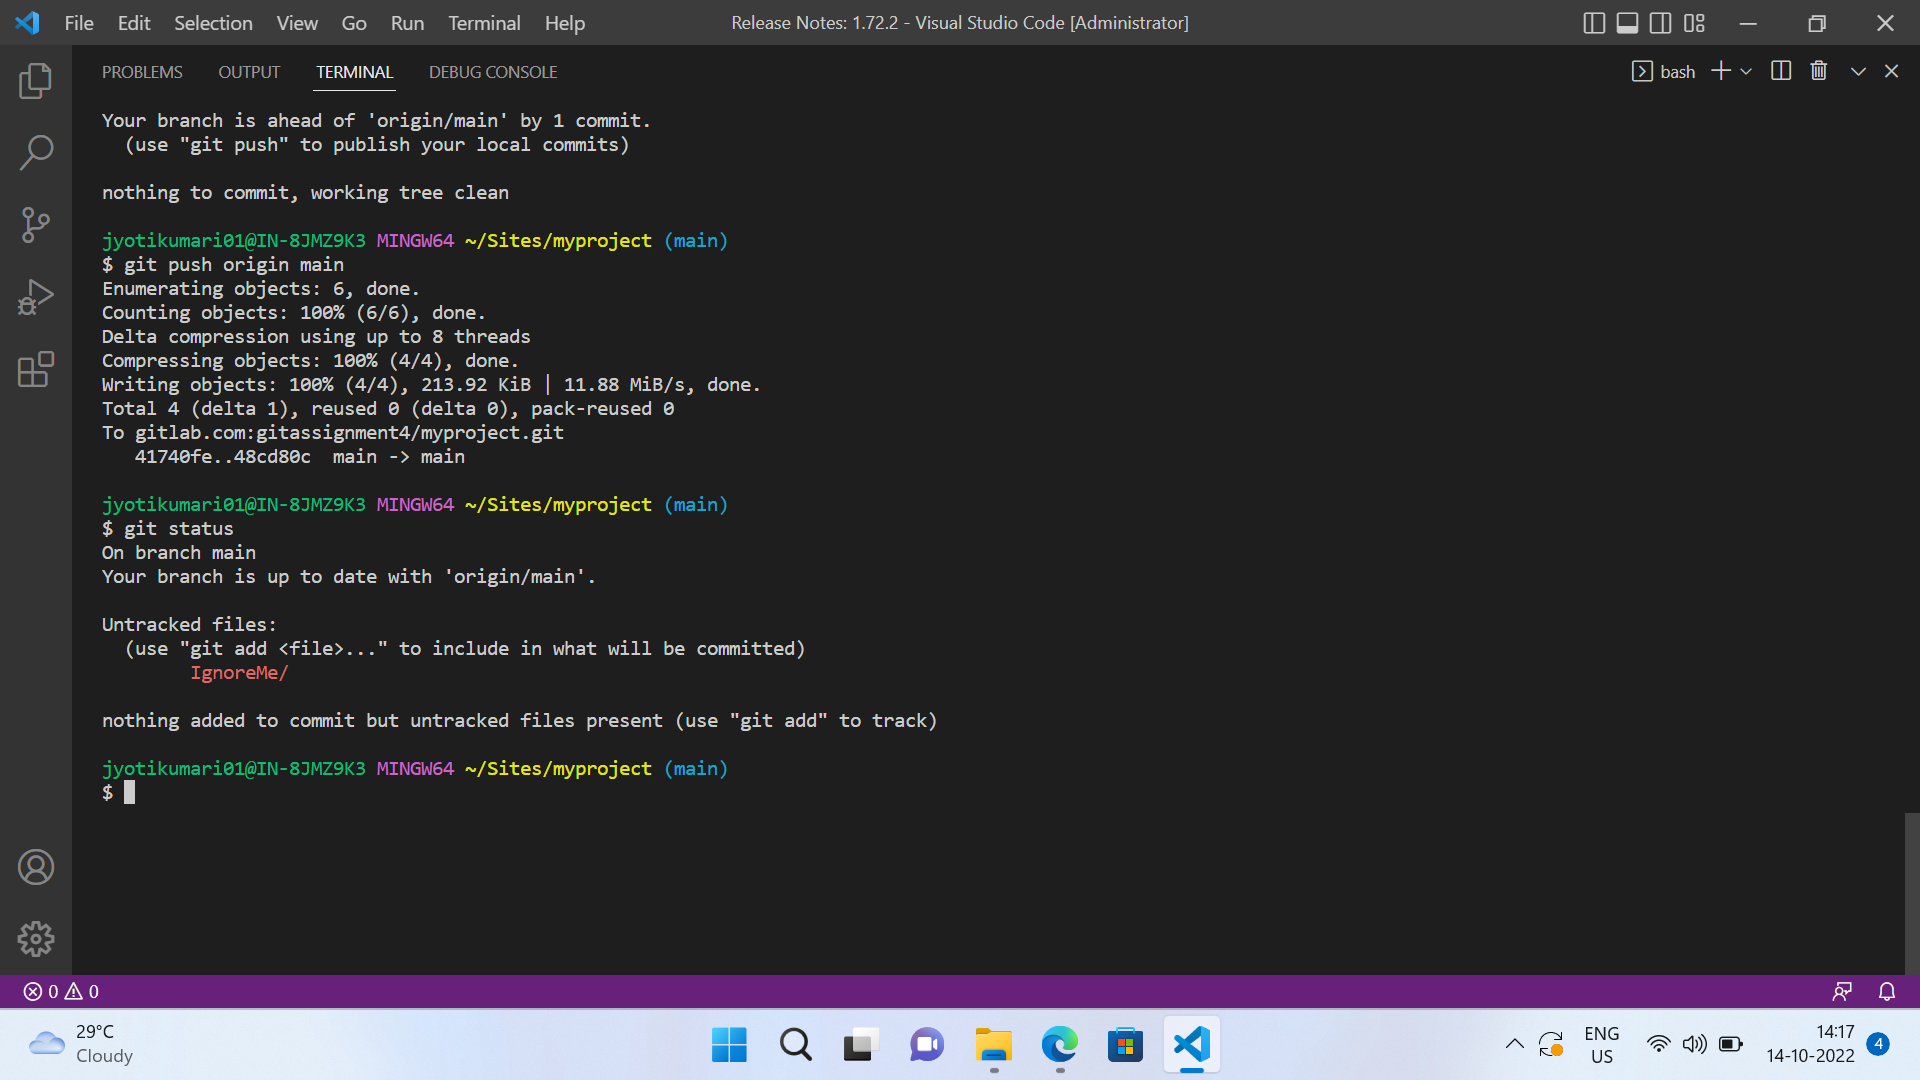 File Edit Selection View Go Run Terminal Help Release Notes: 1.72.2 - Visual Studio Code [Administrator]
PROBLEMS OUTPUT TERMINAL DEBUG CONSOLE bash
Your branch is ahead of 'origin/main' by 1 commit.
  (use "git push" to publish your local commits)
nothing to commit, working tree clean
jyotikumari01@IN-8JMZ9K3 MINGW64 ~/Sites/myproject (main)
$ git push origin main
Enumerating objects: 6, done.
Counting objects: 100% (6/6), done.
Delta compression using up to 8 threads
Compressing objects: 100% (4/4), done.
Writing objects: 100% (4/4), 213.92 KiB | 11.88 MiB/s, done.
Total 4 (delta 1), reused 0 (delta 0), pack-reused 0
To gitlab.com:gitassignment4/myproject.git
   41740fe..48cd80c  main -> main
jyotikumari01@IN-8JMZ9K3 MINGW64 ~/Sites/myproject (main)
$ git status
On branch main
Your branch is up to date with 'origin/main'.
Untracked files:
  (use "git add <file>..." to include in what will be committed)
        IgnoreMe/
nothing added to commit but untracked files present (use "git add" to track)
jyotikumari01@IN-8JMZ9K3 MINGW64 ~/Sites/myproject (main)
$
0 0
29°C
Cloudy
ENG
US
14:17
14-10-2022
4